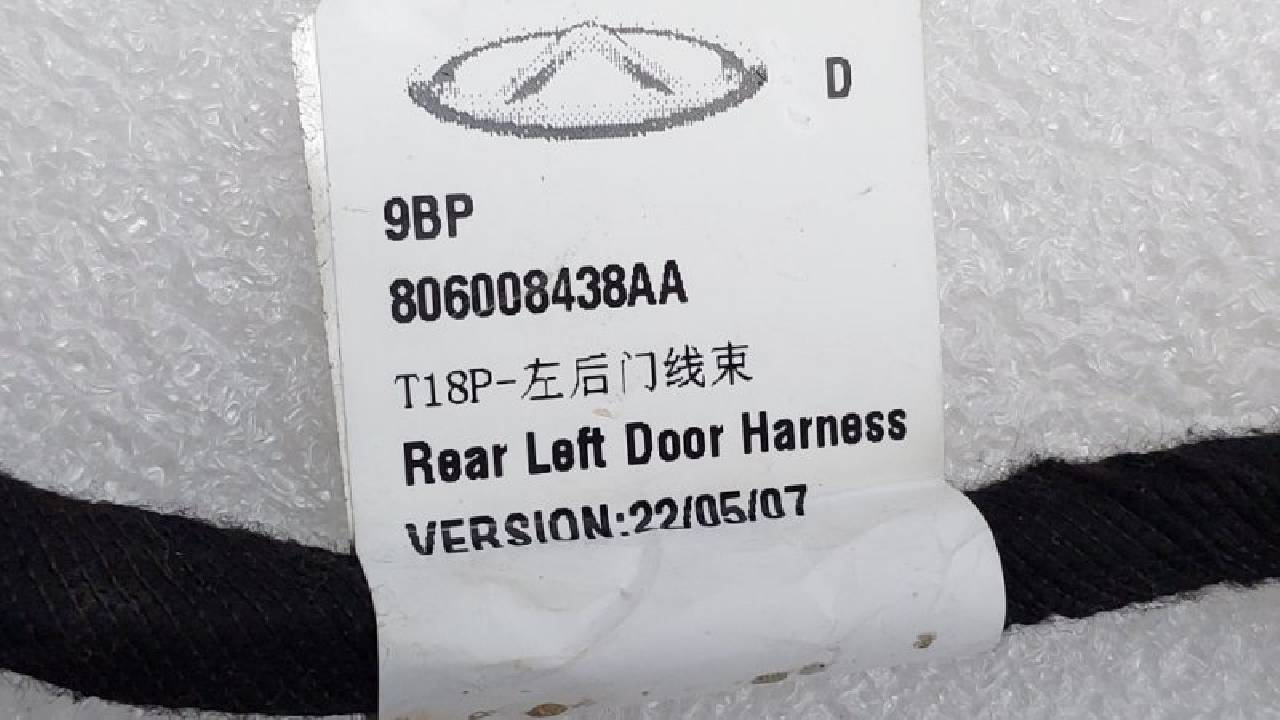 D
9BP
806008438AA
T18P-左后门线束
Rear Left Door Harness
VERSION:22/05/07